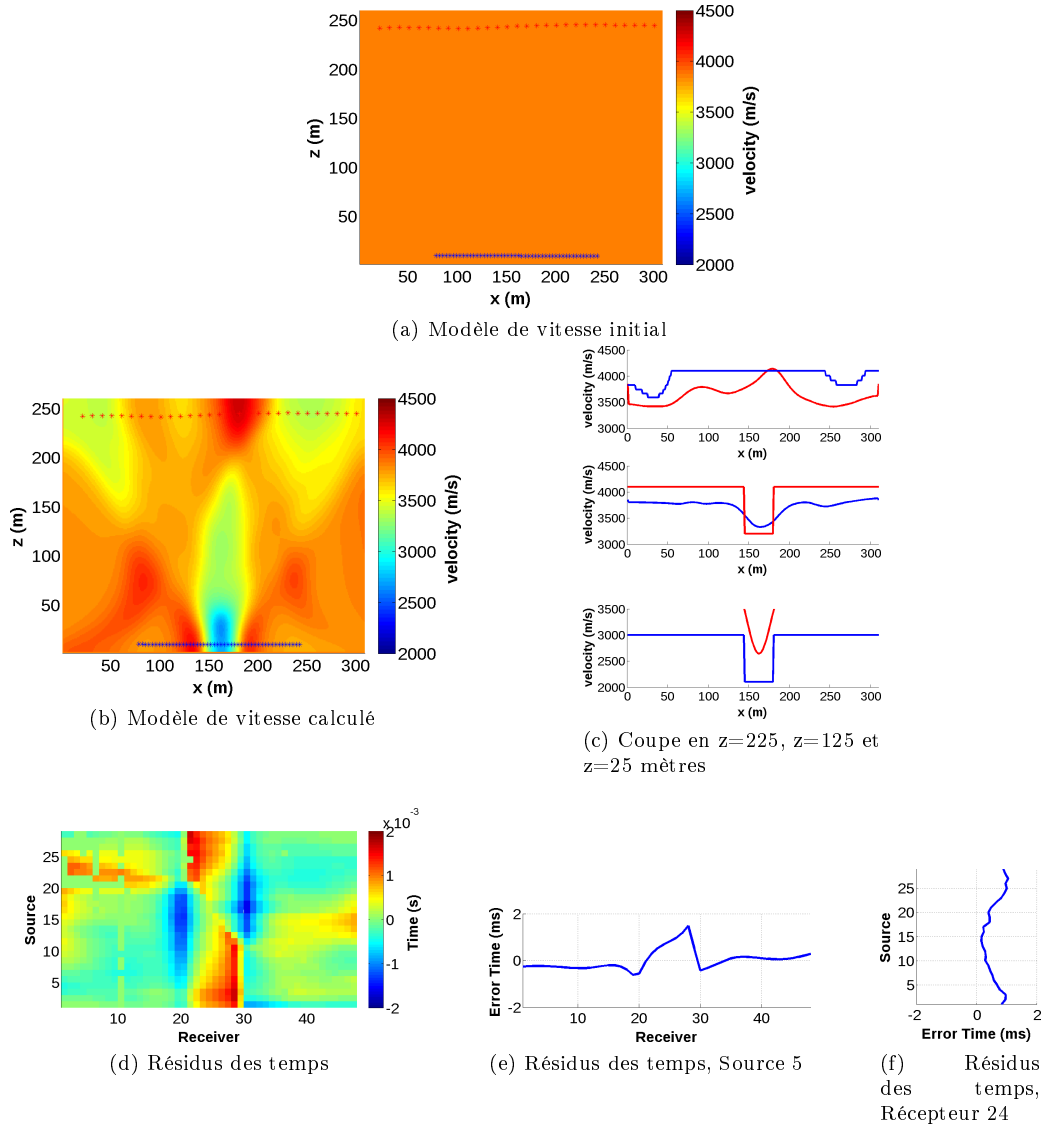 4500
4000
3500
3000
2500
2000
velocity (m/s)
250
200
150
100
50
z (m)
50 100 150 200 250 300
x (m)
(a) Modèle de vitesse initial
250
200
150
100
50
z (m)
50 100 150 200 250 300
x (m)
4500
4000
3500
3000
2500
2000
velocity (m/s)
(b) Modèle de vitesse calculé
4500
4000
3500
3000
velocity (m/s)
0 50 100 150 200 250 300
x (m)
4500
4000
3500
3000
velocity (m/s)
0 50 100 150 200 250 300
x (m)
3500
3000
2500
2000
velocity (m/s)
0 50 100 150 200 250 300
x (m)
(c) Coupe en z=225, z=125 et
z=25 mètres
25
20
15
10
5
Source
10 20 30 40
Receiver
x 10-3
2
1
0
-1
-2
Time (s)
(d) Résidus des temps
2
0
-2
Error Time (ms)
10 20 30 40
Receiver
(e) Résidus des temps, Source 5
25
20
15
10
5
Source
-2 0 2
Error Time (ms)
(f) Résidus
des temps,
Récepteur 24